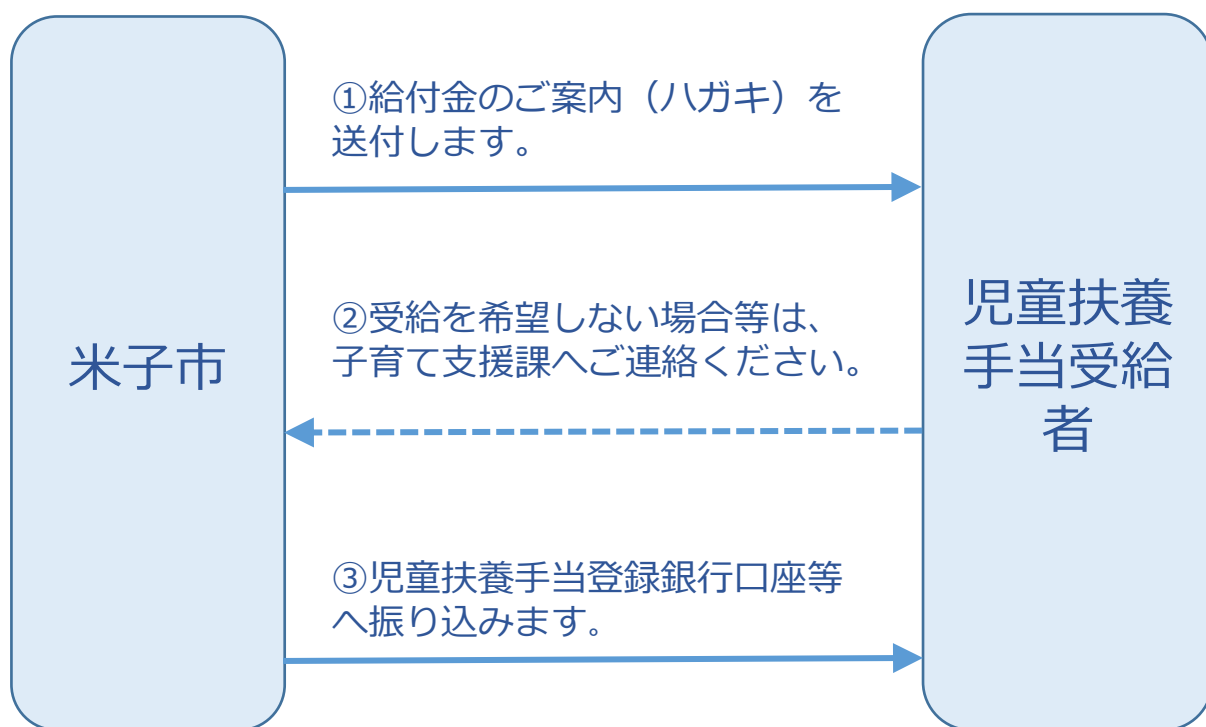 米子市
①給付金のご案内（ハガキ）を
送付します。
②受給を希望しない場合等は、
子育て支援課へご連絡ください。
③児童扶養手当登録銀行口座等
へ振り込みます。
児童扶養
手当受給
者